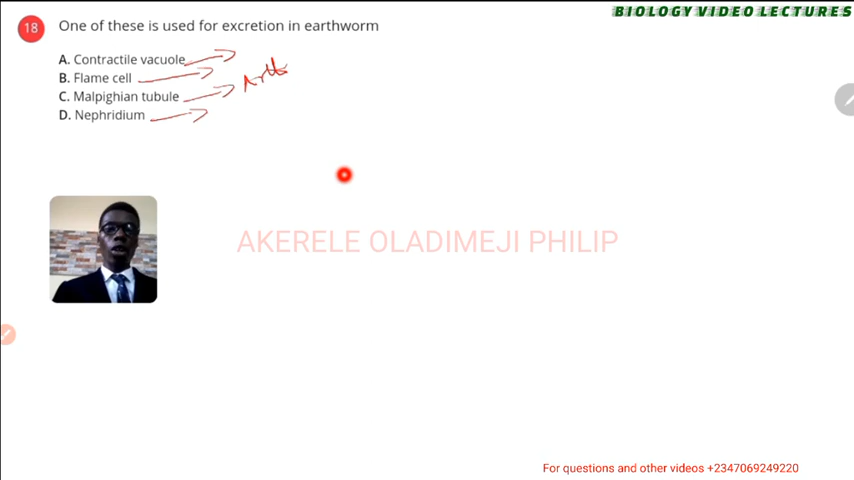 BIOLOGY VIDEO LECTURES
18 One of these is used for excretion in earthworm
A. Contractile vacuole
B. Flame cell
C. Malpighian tubule
D. Nephridium
AKERELE OLADIMEJI PHILIP
For questions and other videos +2347069249220